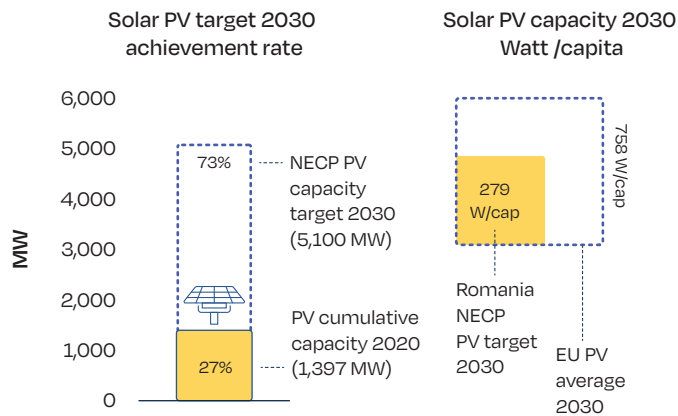 Solar PV target 2030
achievement rate
MW
6,000
5,000
4,000
3,000
2,000
1,000
0
73%
27%
NECP PV
capacity
target 2030
(5,100 MW)
PV cumulative
capacity 2020
(1,397 MW)
Solar PV capacity 2030
Watt /capita
758 W/cap
279
W/cap
Romania
NECP
PV target
2030
EU PV
average
2030